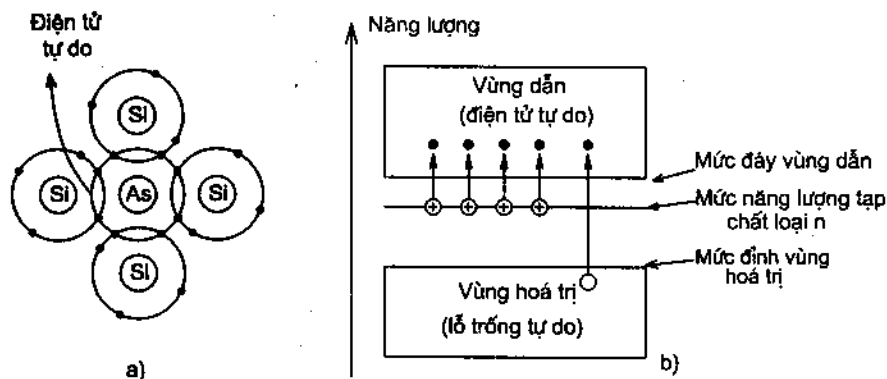 Điện tử
tự do
Si
Si
As
Si
Si
a)
Năng lượng
Vùng dẫn
(điện tử tự do)
Mức đáy vùng dẫn
Mức năng lượng tạp
chất loại n
Mức đỉnh vùng
hoá trị
Vùng hoá trị
(lỗ trống tự do)
b)